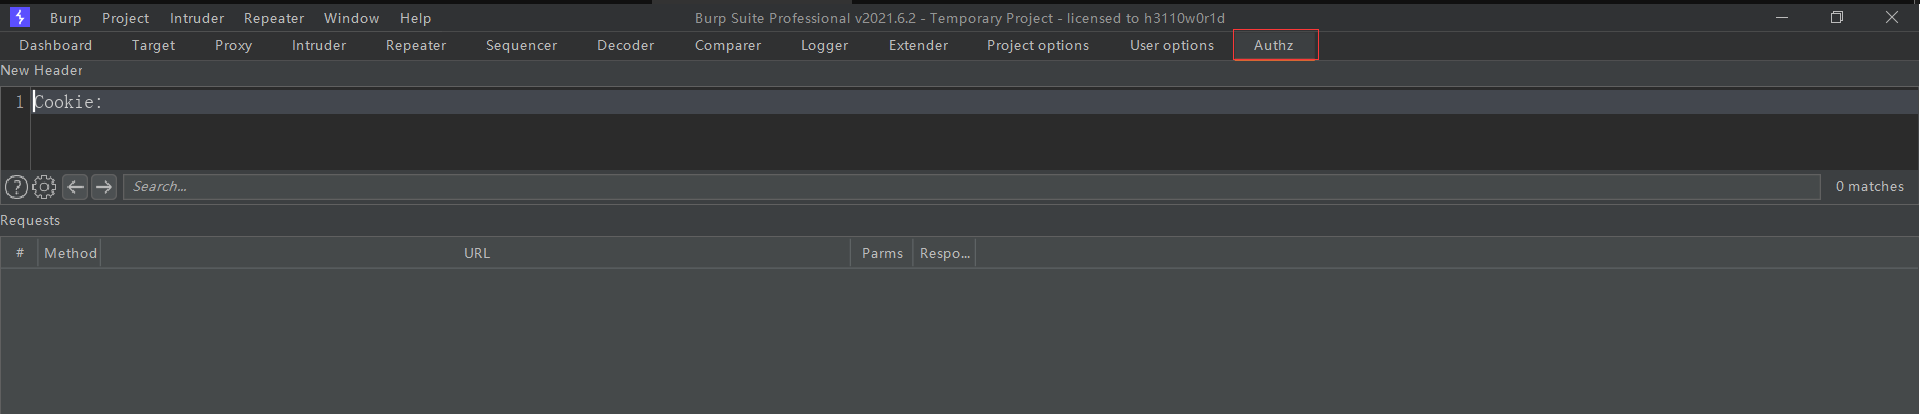 Burp Project Intruder Repeater Window Help Burp Suite Professional v2021.6.2 - Temporary Project - licensed to h3110w0r1d
Dashboard Target Proxy Intruder Repeater Sequencer Decoder Comparer Logger Extender Project options User options Authz
New Header
1 Cookie:
? Search... 0 matches
Requests
# Method URL Parms Respo...